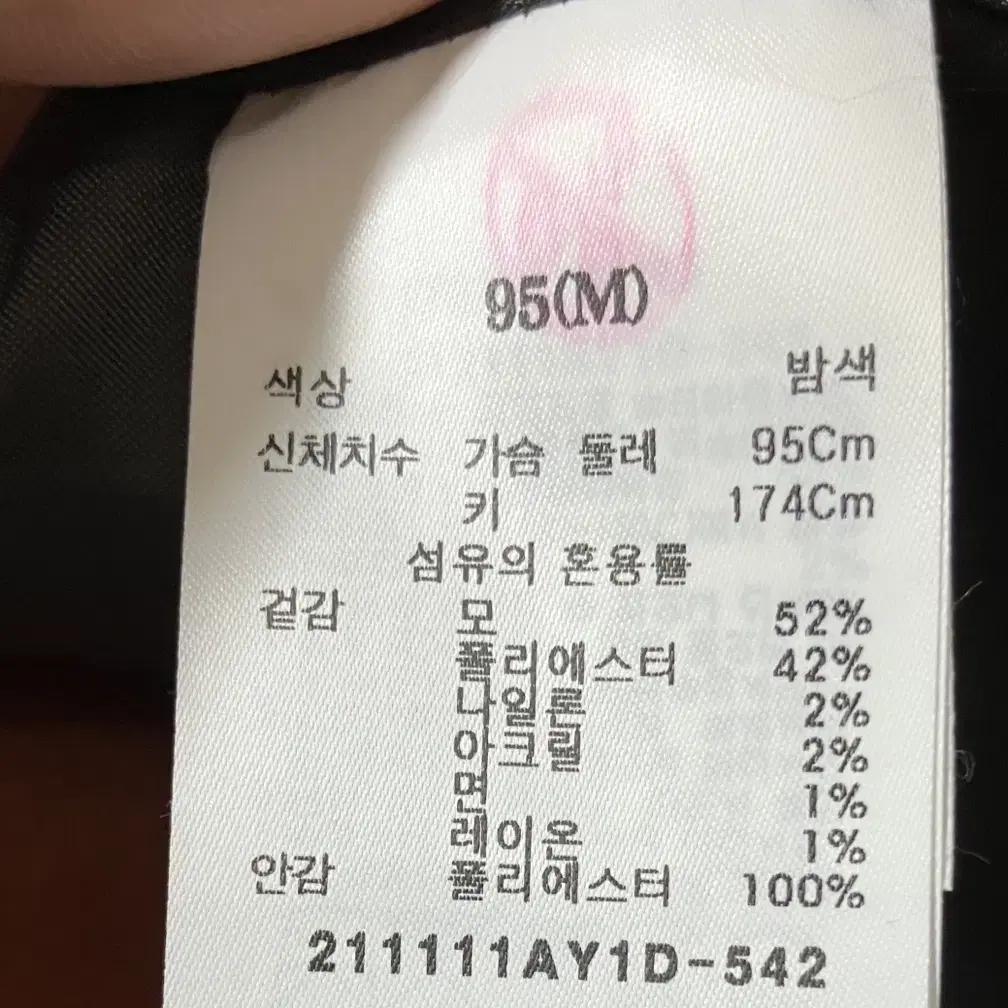 95(M)
색상 밤색
신체치수 가슴 둘레 95Cm
키 174Cm
섬유의 혼용률
겉감 모 52%
폴리에스터 42%
나일론 2%
아크릴 2%
면 1%
레이온 1%
안감 폴리에스터 100%
211111AY1D-542